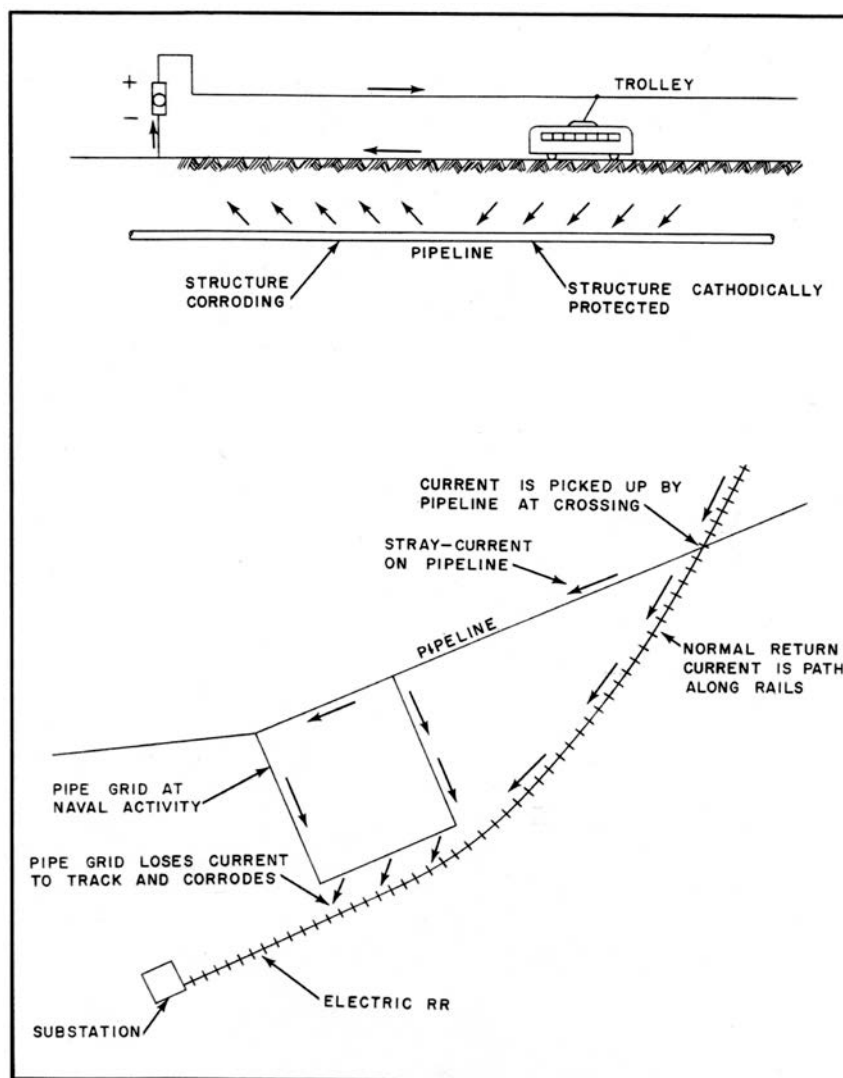 +
TROLLEY
−
PIPELINE
STRUCTURE
CORRODING
STRUCTURE CATHODICALLY
PROTECTED
CURRENT IS PICKED UP BY
PIPELINE AT CROSSING
STRAY-CURRENT
ON PIPELINE
PIPELINE
NORMAL RETURN
CURRENT IS PATH
ALONG RAILS
PIPE GRID AT
NAVAL ACTIVITY
PIPE GRID LOSES CURRENT
TO TRACK AND CORRODES
ELECTRIC RR
SUBSTATION